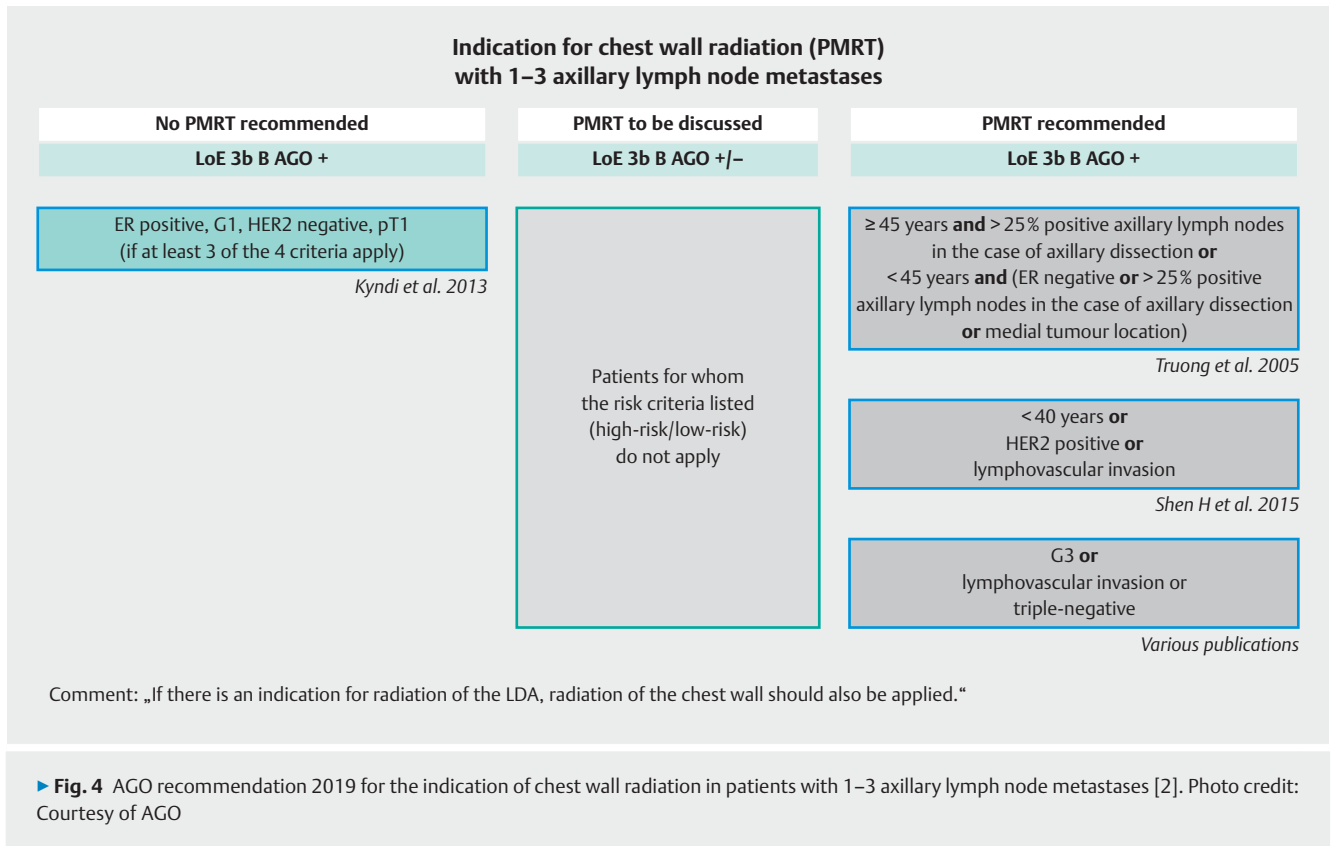 Indication for chest wall radiation (PMRT)
with 1–3 axillary lymph node metastases
No PMRT recommended
LoE 3b B AGO +
ER positive, G1, HER2 negative, pT1
(if at least 3 of the 4 criteria apply)
Kyndi et al. 2013
PMRT to be discussed
LoE 3b B AGO +/–
Patients for whom
the risk criteria listed
(high-risk/low-risk)
do not apply
PMRT recommended
LoE 3b B AGO +
≥ 45 years and > 25% positive axillary lymph nodes
in the case of axillary dissection or
< 45 years and (ER negative or > 25% positive
axillary lymph nodes in the case of axillary dissection
or medial tumour location)
Truong et al. 2005
< 40 years or
HER2 positive or
lymphovascular invasion
Shen H et al. 2015
G3 or
lymphovascular invasion or
triple-negative
Various publications
Comment: „If there is an indication for radiation of the LDA, radiation of the chest wall should also be applied.“
► Fig. 4 AGO recommendation 2019 for the indication of chest wall radiation in patients with 1–3 axillary lymph node metastases [2]. Photo credit:
Courtesy of AGO